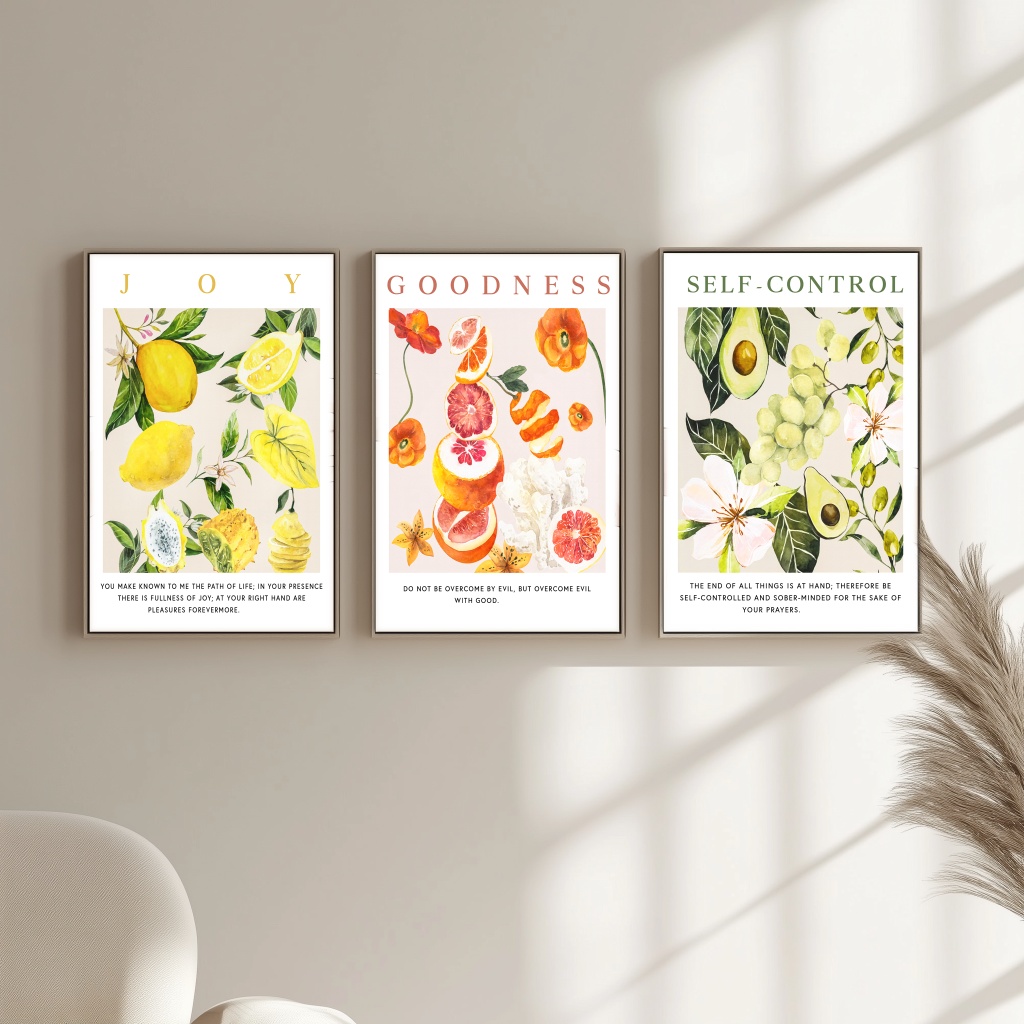 JOY
YOU MAKE KNOWN TO ME THE PATH OF LIFE; IN YOUR PRESENCE
THERE IS FULLNESS OF JOY; AT YOUR RIGHT HAND ARE
PLEASURES FOREVERMORE.
GOODNESS
DO NOT BE OVERCOME BY EVIL, BUT OVERCOME EVIL
WITH GOOD.
SELF-CONTROL
THE END OF ALL THINGS IS AT HAND; THEREFORE BE
SELF-CONTROLLED AND SOBER-MINDED FOR THE SAKE OF
YOUR PRAYERS.